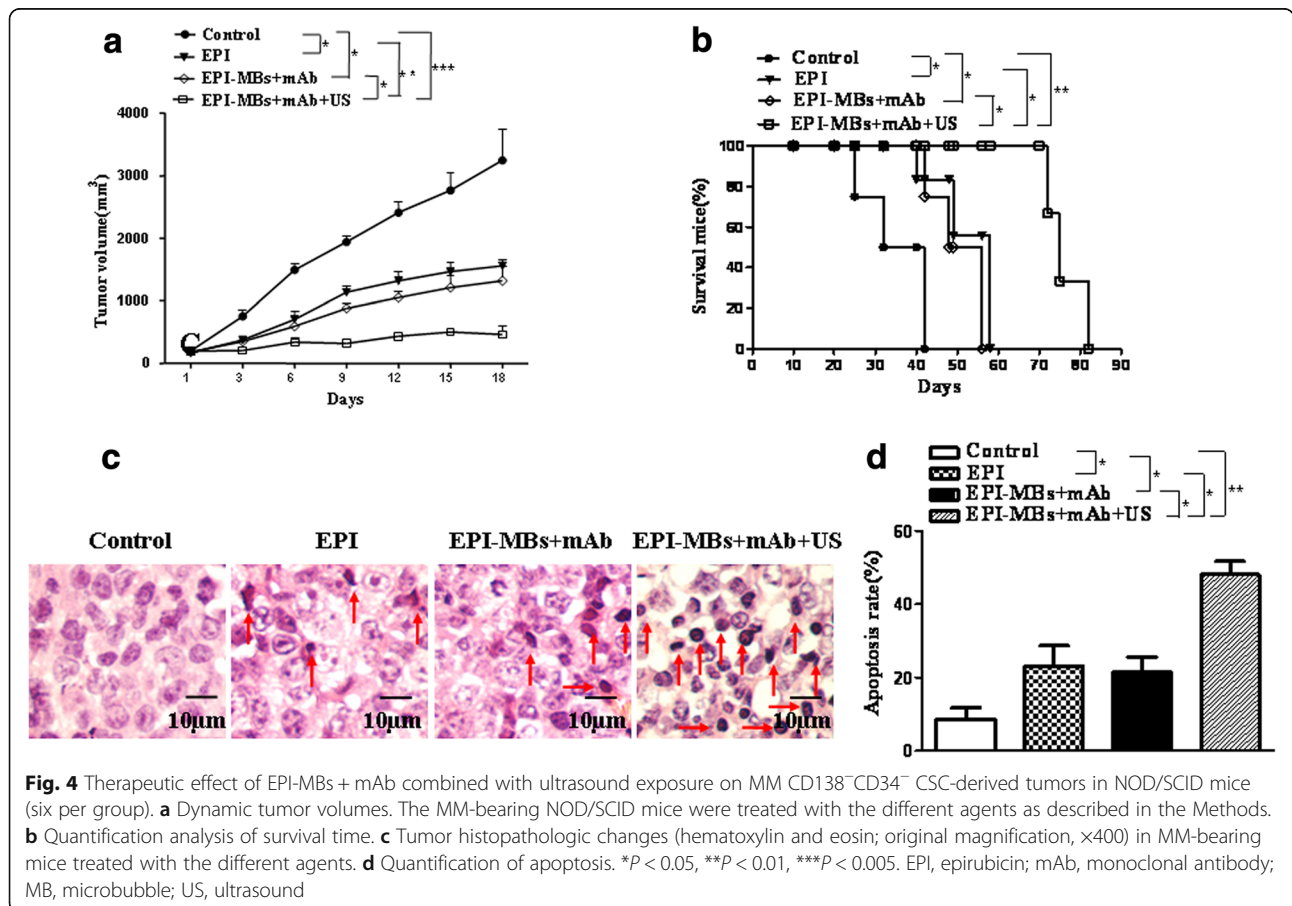 a
Control
EPI
EPI-MBs+mAb
EPI-MBs+mAb+US
*
*
*
* *
***
4000
3000
2000
1000
0
Tumor volume(mm³)
C
1 3 6 9 12 15 18
Days
b
Control
EPI
EPI-MBs+mAb
EPI-MBs+mAb+US
*
*
*
*
**
100
80
60
40
20
0
Survival mice(%)
0 10 20 30 40 50 60 70 80 90
Days
c
Control EPI EPI-MBs+mAb EPI-MBs+mAb+US
10μm 10μm 10μm 10μm
d
Control
EPI
EPI-MBs+mAb
EPI-MBs+mAb+US
*
*
*
*
**
60
40
20
0
Apoptosis rate(%)
Fig. 4 Therapeutic effect of EPI-MBs + mAb combined with ultrasound exposure on MM CD138⁻CD34⁻ CSC-derived tumors in NOD/SCID mice
(six per group). a Dynamic tumor volumes. The MM-bearing NOD/SCID mice were treated with the different agents as described in the Methods.
b Quantification analysis of survival time. c Tumor histopathologic changes (hematoxylin and eosin; original magnification, ×400) in MM-bearing
mice treated with the different agents. d Quantification of apoptosis. *P < 0.05, **P < 0.01, ***P < 0.005. EPI, epirubicin; mAb, monoclonal antibody;
MB, microbubble; US, ultrasound